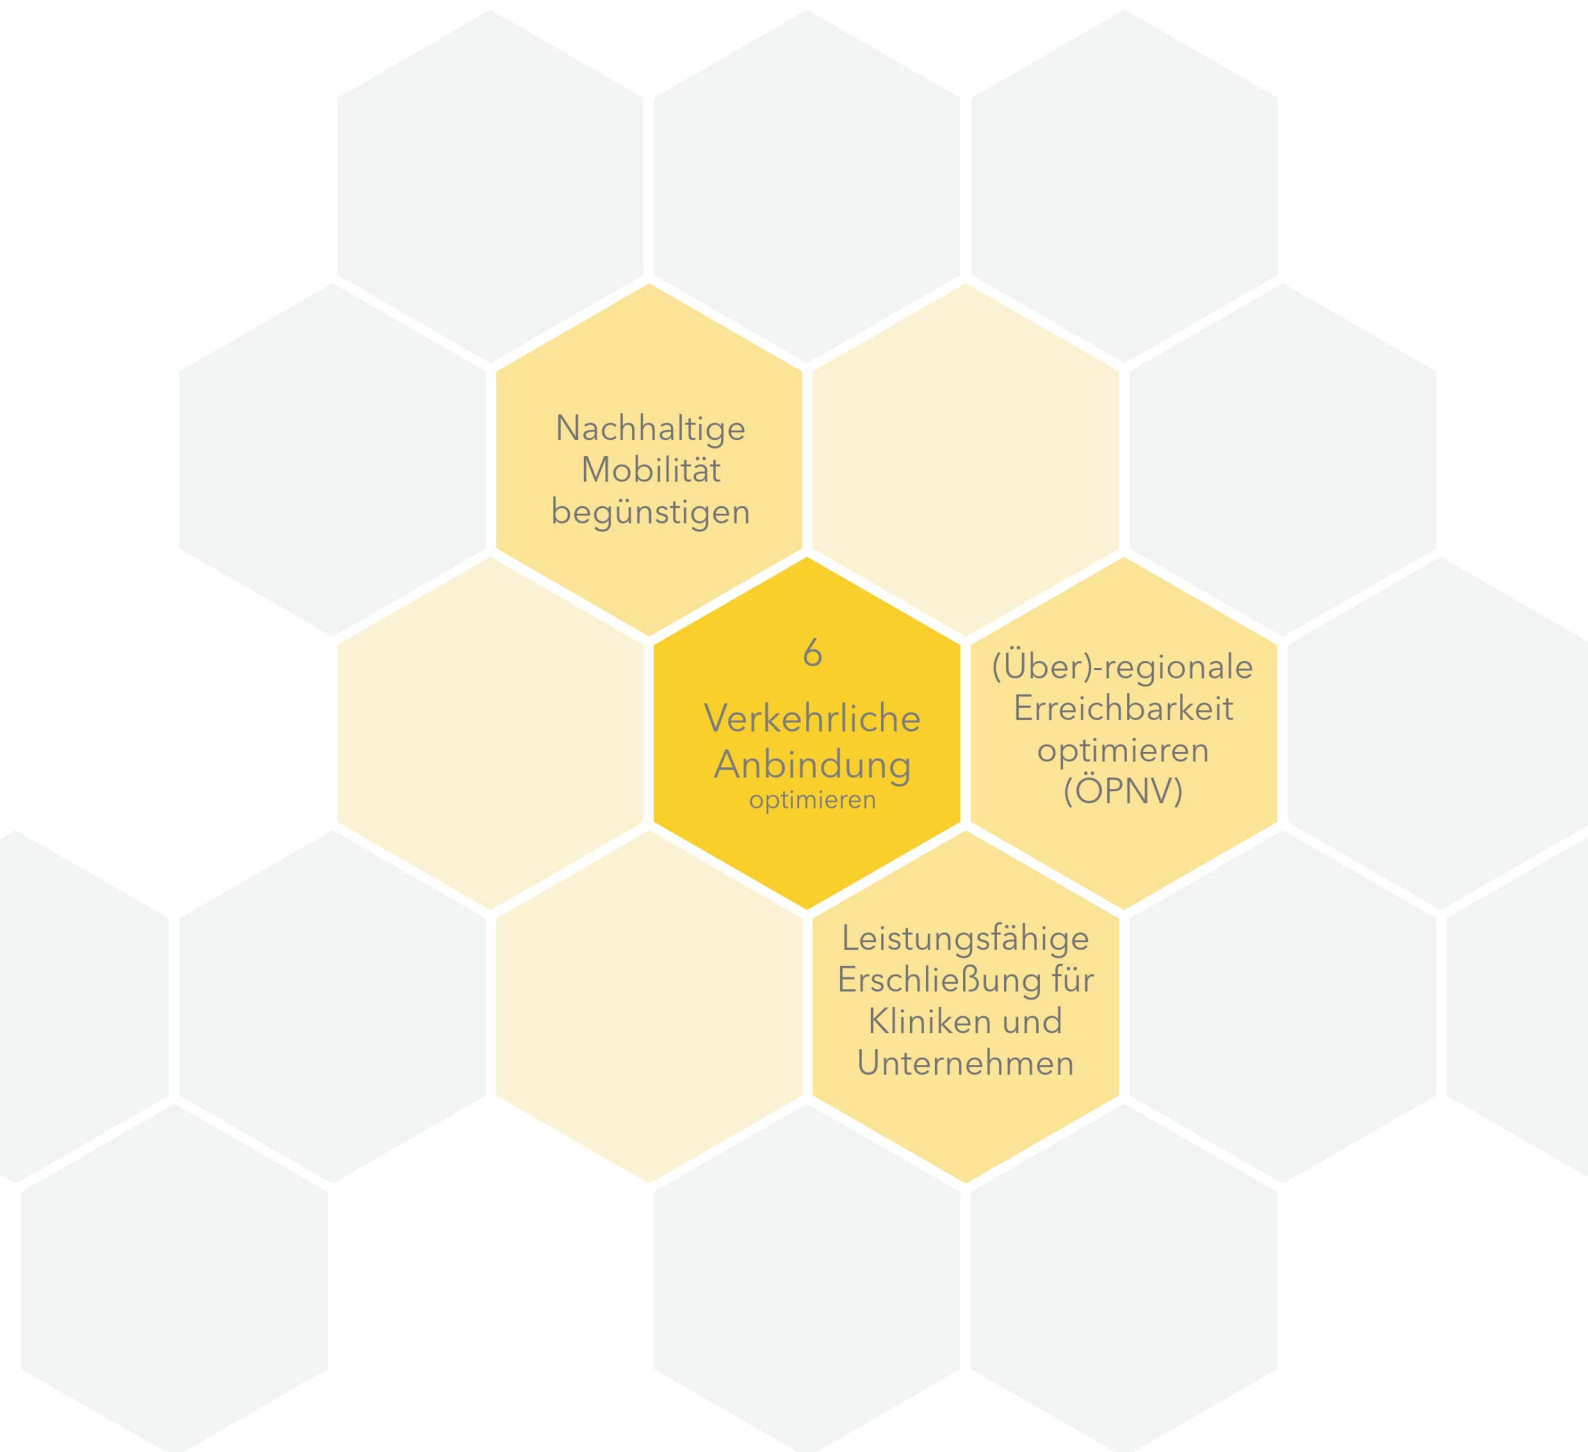 Nachhaltige
Mobilität
begünstigen
6
Verkehrliche
Anbindung
optimieren
(Über)-regionale
Erreichbarkeit
optimieren
(ÖPNV)
Leistungsfähige
Erschließung für
Kliniken und
Unternehmen